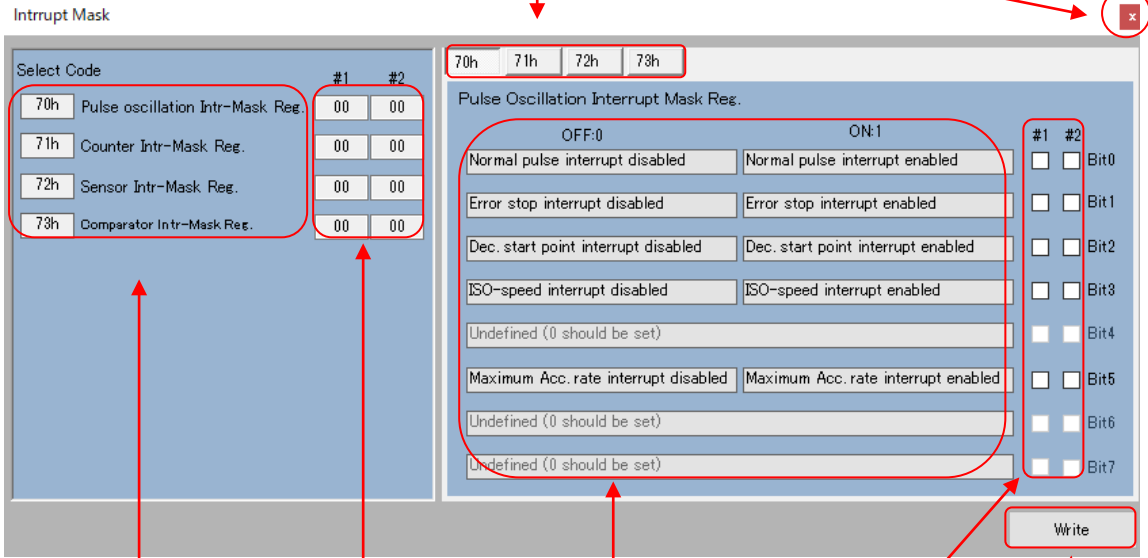 Intrrupt Mask
x
Select Code
#1 #2
70h Pulse oscillation Intr-Mask Reg. 00 00
71h Counter Intr-Mask Reg. 00 00
72h Sensor Intr-Mask Reg. 00 00
73h Comparator Intr-Mask Reg. 00 00
70h 71h 72h 73h
Pulse Oscillation Interrupt Mask Reg.
OFF:0 ON:1 #1 #2
Normal pulse interrupt disabled Normal pulse interrupt enabled Bit0
Error stop interrupt disabled Error stop interrupt enabled Bit1
Dec. start point interrupt disabled Dec. start point interrupt enabled Bit2
ISO-speed interrupt disabled ISO-speed interrupt enabled Bit3
Undefined (0 should be set) Bit4
Maximum Acc. rate interrupt disabled Maximum Acc. rate interrupt enabled Bit5
Undefined (0 should be set) Bit6
Undefined (0 should be set) Bit7
Write